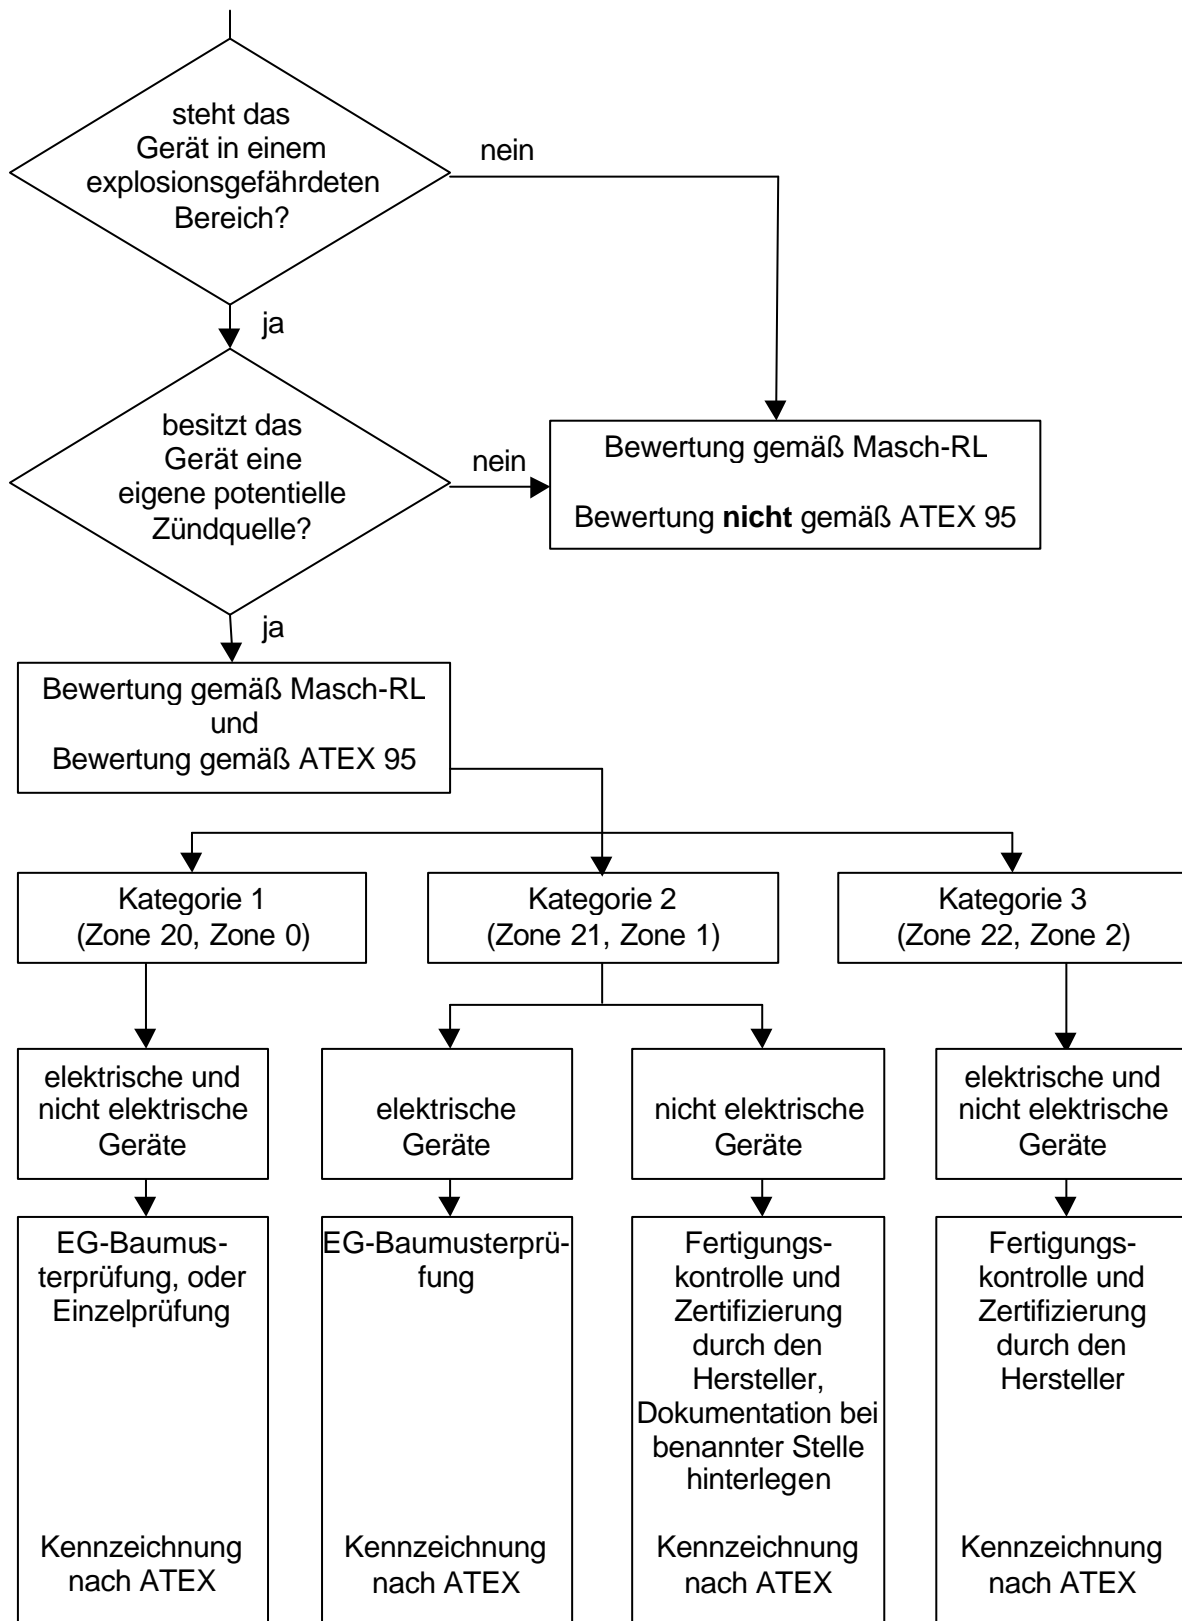 steht das
Gerät in einem
explosionsgefährdeten
Bereich?
nein
ja
besitzt das
Gerät eine
eigene potentielle
Zündquelle?
nein
Bewertung gemäß Masch-RL
Bewertung nicht gemäß ATEX 95
ja
Bewertung gemäß Masch-RL
und
Bewertung gemäß ATEX 95
Kategorie 1
(Zone 20, Zone 0)
Kategorie 2
(Zone 21, Zone 1)
Kategorie 3
(Zone 22, Zone 2)
elektrische und
nicht elektrische
Geräte
elektrische
Geräte
nicht elektrische
Geräte
elektrische und
nicht elektrische
Geräte
EG-Baumus-
terprüfung, oder
Einzelprüfung
Kennzeichnung
nach ATEX
EG-Baumusterprü-
fung
Kennzeichnung
nach ATEX
Fertigungs-
kontrolle und
Zertifizierung
durch den
Hersteller,
Dokumentation bei
benannter Stelle
hinterlegen
Kennzeichnung
nach ATEX
Fertigungs-
kontrolle und
Zertifizierung
durch den
Hersteller
Kennzeichnung
nach ATEX